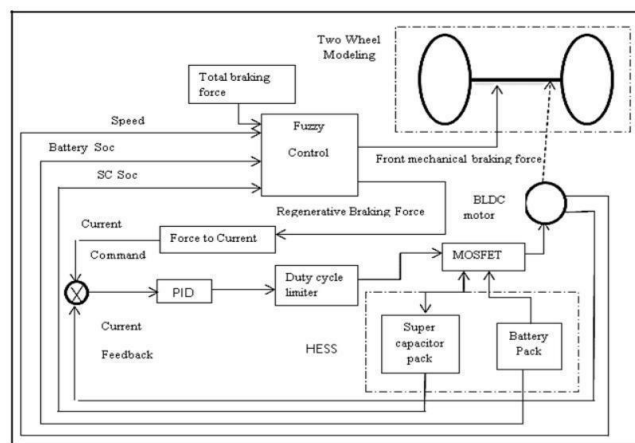 Two Wheel
Modeling
Total braking
force
Speed
Fuzzy
Control
Battery Soc
Front mechanical braking force
SC Soc
Regenerative Braking Force
BLDC
motor
Current
Command
Force to Current
MOSFET
PID
Duty cycle
limiter
Current
Feedback
HESS
Super
capacitor
pack
Battery
Pack